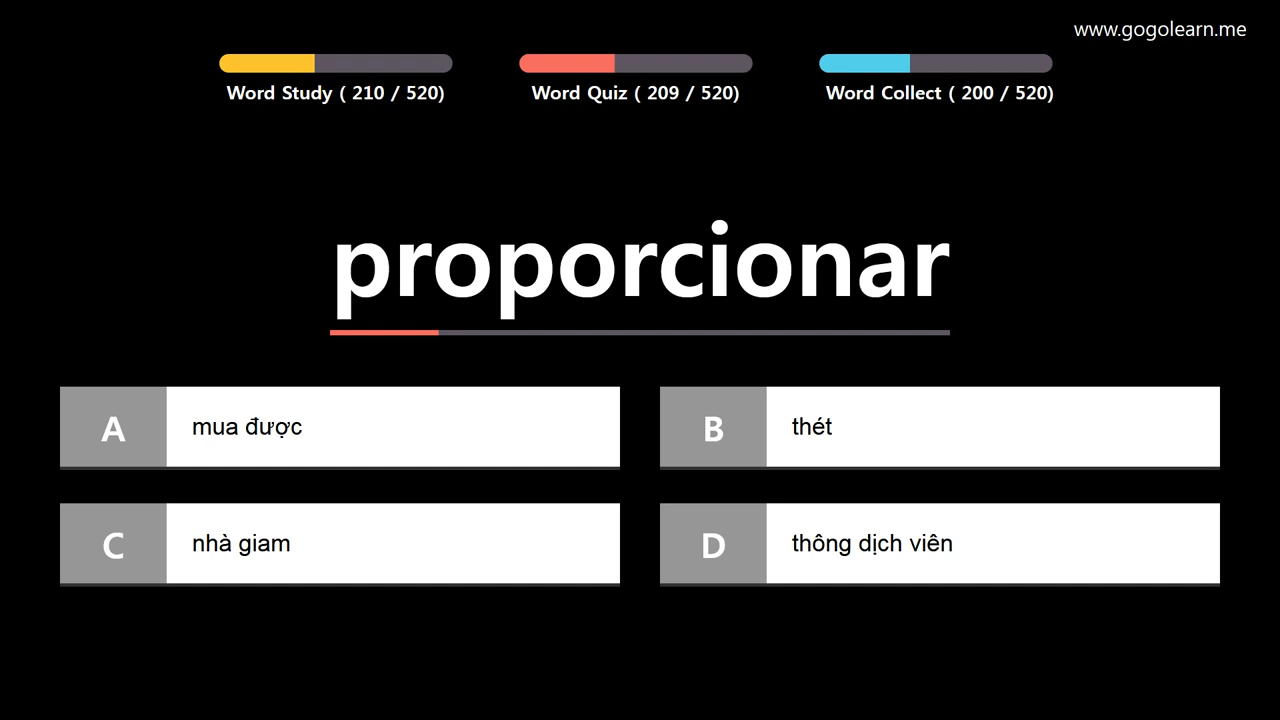 www.gogolearn.me
Word Study ( 210 / 520)
Word Quiz ( 209 / 520)
Word Collect ( 200 / 520)
proporcionar
A mua được
B thét
C nhà giam
D thông dịch viên